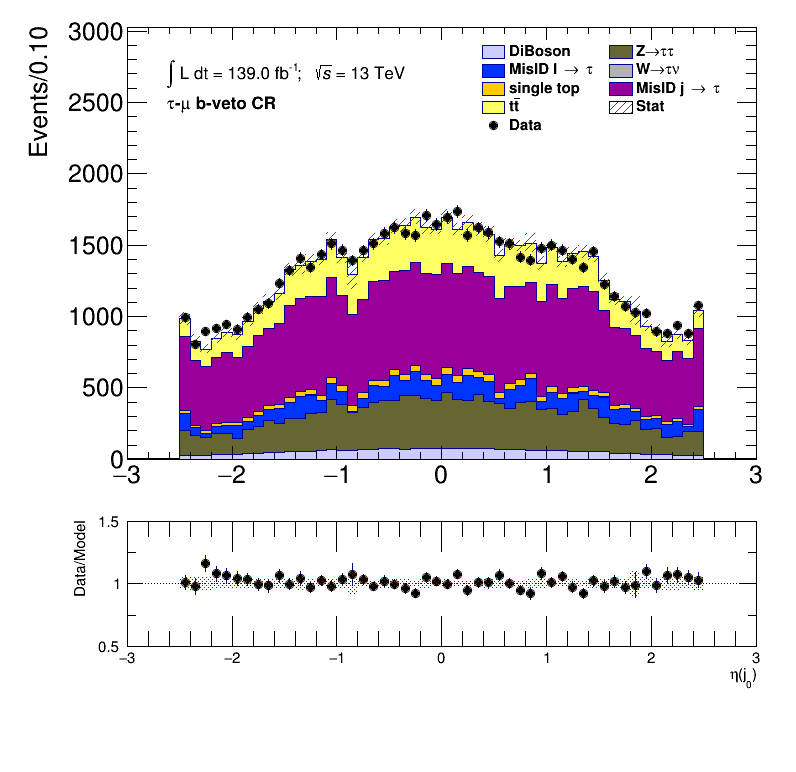 Events/0.10
3000
2500
2000
1500
1000
500
0
∫ L dt = 139.0 fb⁻¹; √s = 13 TeV
τ-μ b-veto CR
DiBoson
MisID l → τ
single top
tt̄
Data
Z→ττ
W→τν
MisID j → τ
Stat
−3 −2 −1 0 1 2 3
Data/Model
1.5
1
0.5
−3 −2 −1 0 1 2 3
η(j₀)